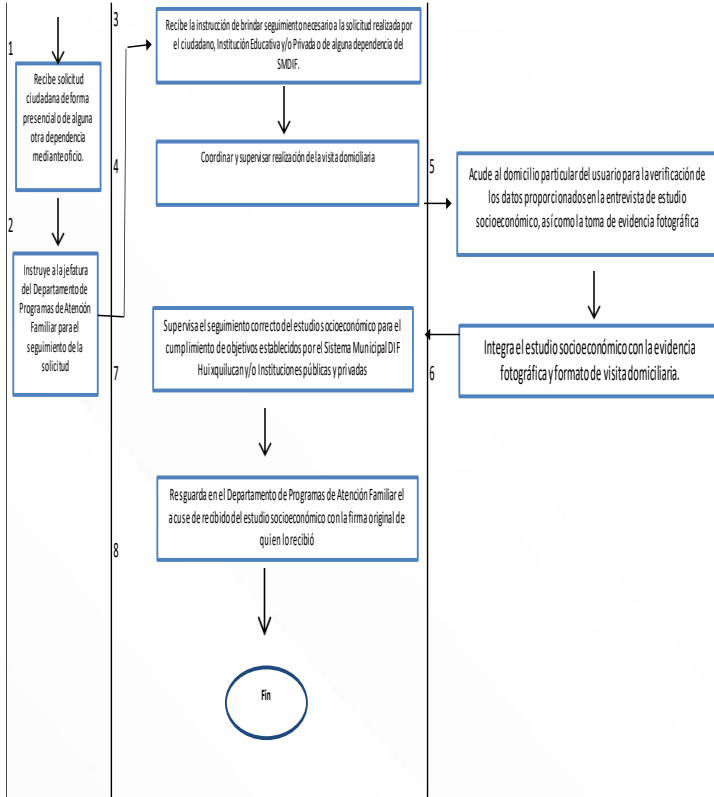 1
Recibe solicitud
ciudadana de forma
presencial o de alguna
otra dependencia
mediante oficio.
2
Instruye a la jefatura
del Departamento de
Programas de Atención
Familiar para el
seguimiento de la
solicitud
3
Recibe la instrucción de brindar seguimiento necesario a la solicitud realizada por
el ciudadano, Institución Educativa y/o Privada o de alguna dependencia del
SMDIF.
4
Coordinar y supervisar realización de la visita domiciliaria
5
Acude al domicilio particular del usuario para la verificación de
los datos proporcionados en la entrevista de estudio
socioeconómico, así como la toma de evidencia fotográfica
6
Integra el estudio socioeconómico con la evidencia
fotográfica y formato de visita domiciliaria.
7
Supervisa el seguimiento correcto del estudio socioeconómico para el
cumplimiento de objetivos establecidos por el Sistema Municipal DIF
Huixquilucan y/o Instituciones públicas y privadas
8
Resguarda en el Departamento de Programas de Atención Familiar el
acuse de recibido del estudio socioeconómico con la firma original de
quien lo recibió
Fin